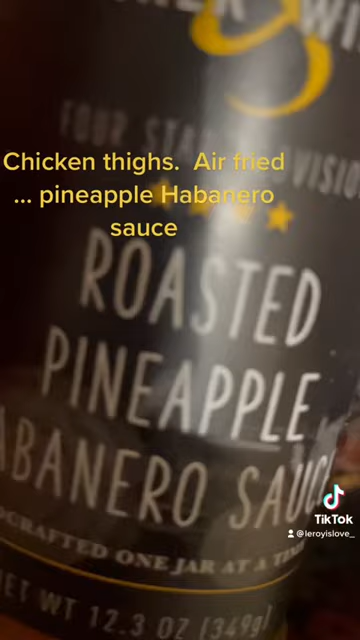 Chicken thighs.  Air fried
... pineapple Habanero
sauce
FOUR STAR
ROASTED
PINEAPPLE
ABANERO SAUC
CRAFTED ONE JAR AT A TIME
NET WT 12.3 OZ (349g)
TikTok
@leroyislove_